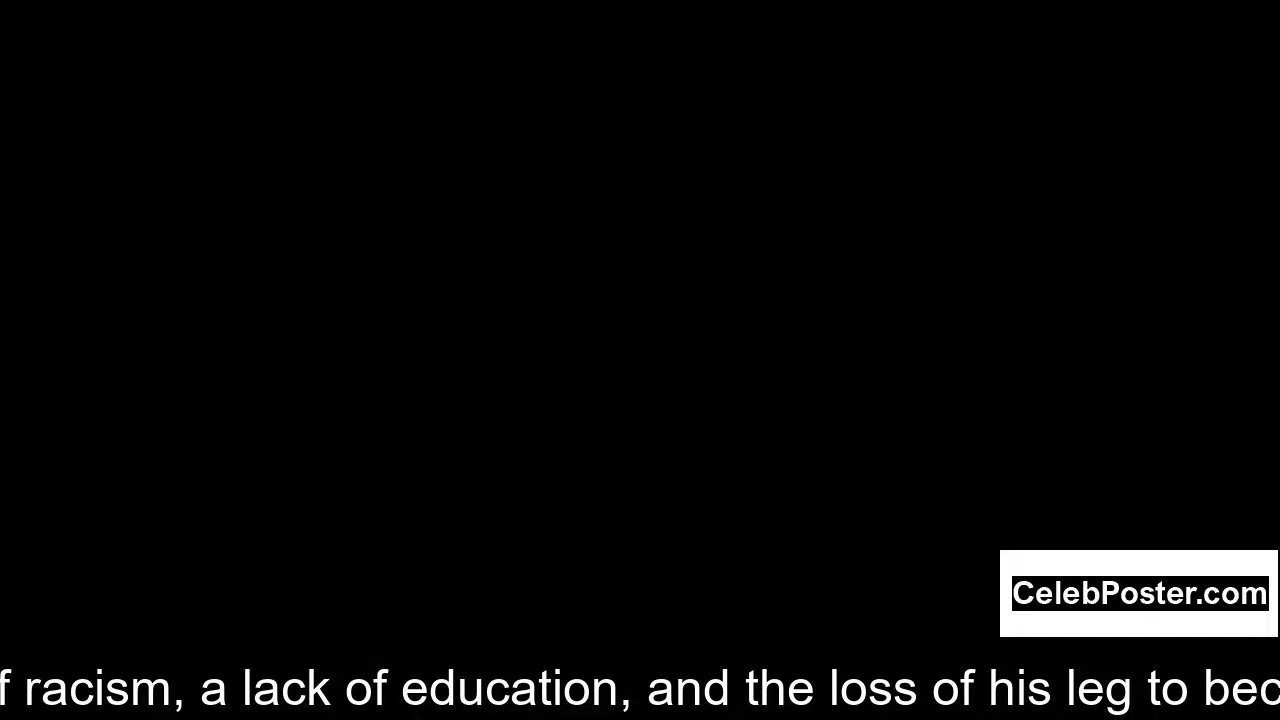 CelebPoster.com
f racism, a lack of education, and the loss of his leg to bec